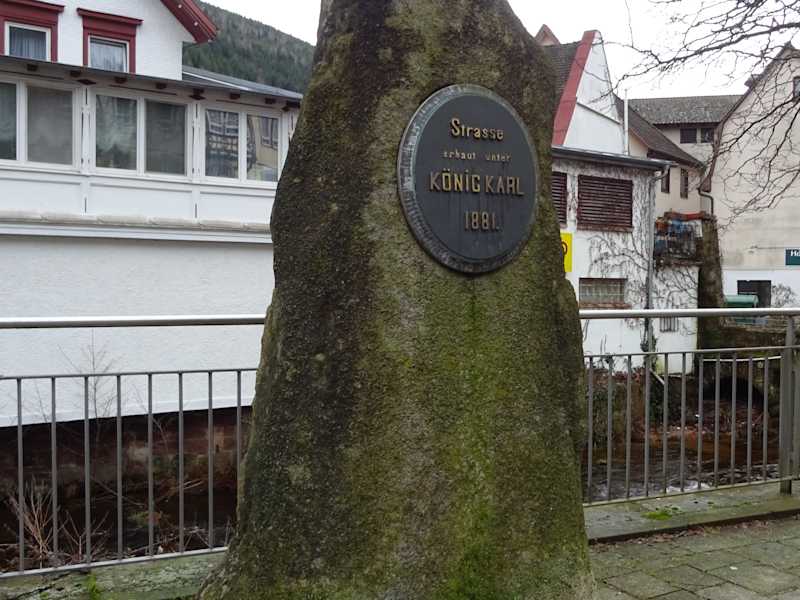 Strasse
erbaut unter
KÖNIG KARL
1881.